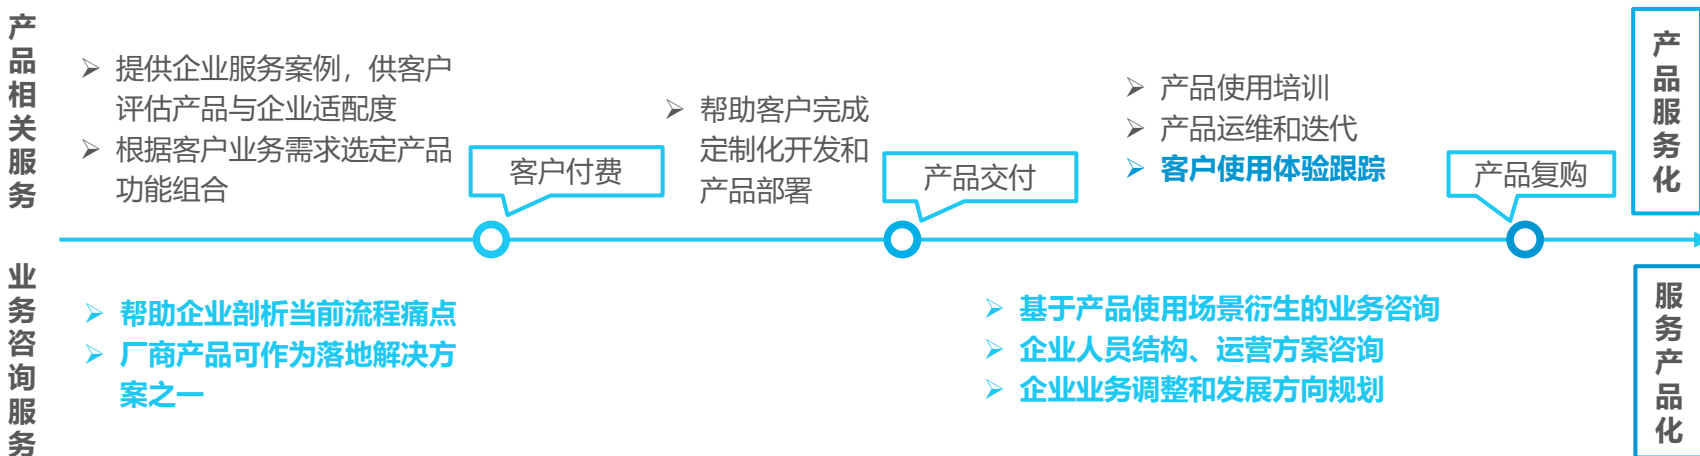 产品相关服务
提供企业服务案例，供客户
评估产品与企业适配度
根据客户业务需求选定产品
功能组合
客户付费
帮助客户完成
定制化开发和
产品部署
产品交付
产品使用培训
产品运维和迭代
客户使用体验跟踪
产品复购
产品服务化
业务咨询服务
帮助企业剖析当前流程痛点
厂商产品可作为落地解决方
案之一
基于产品使用场景衍生的业务咨询
企业人员结构、运营方案咨询
企业业务调整和发展方向规划
服务产品化